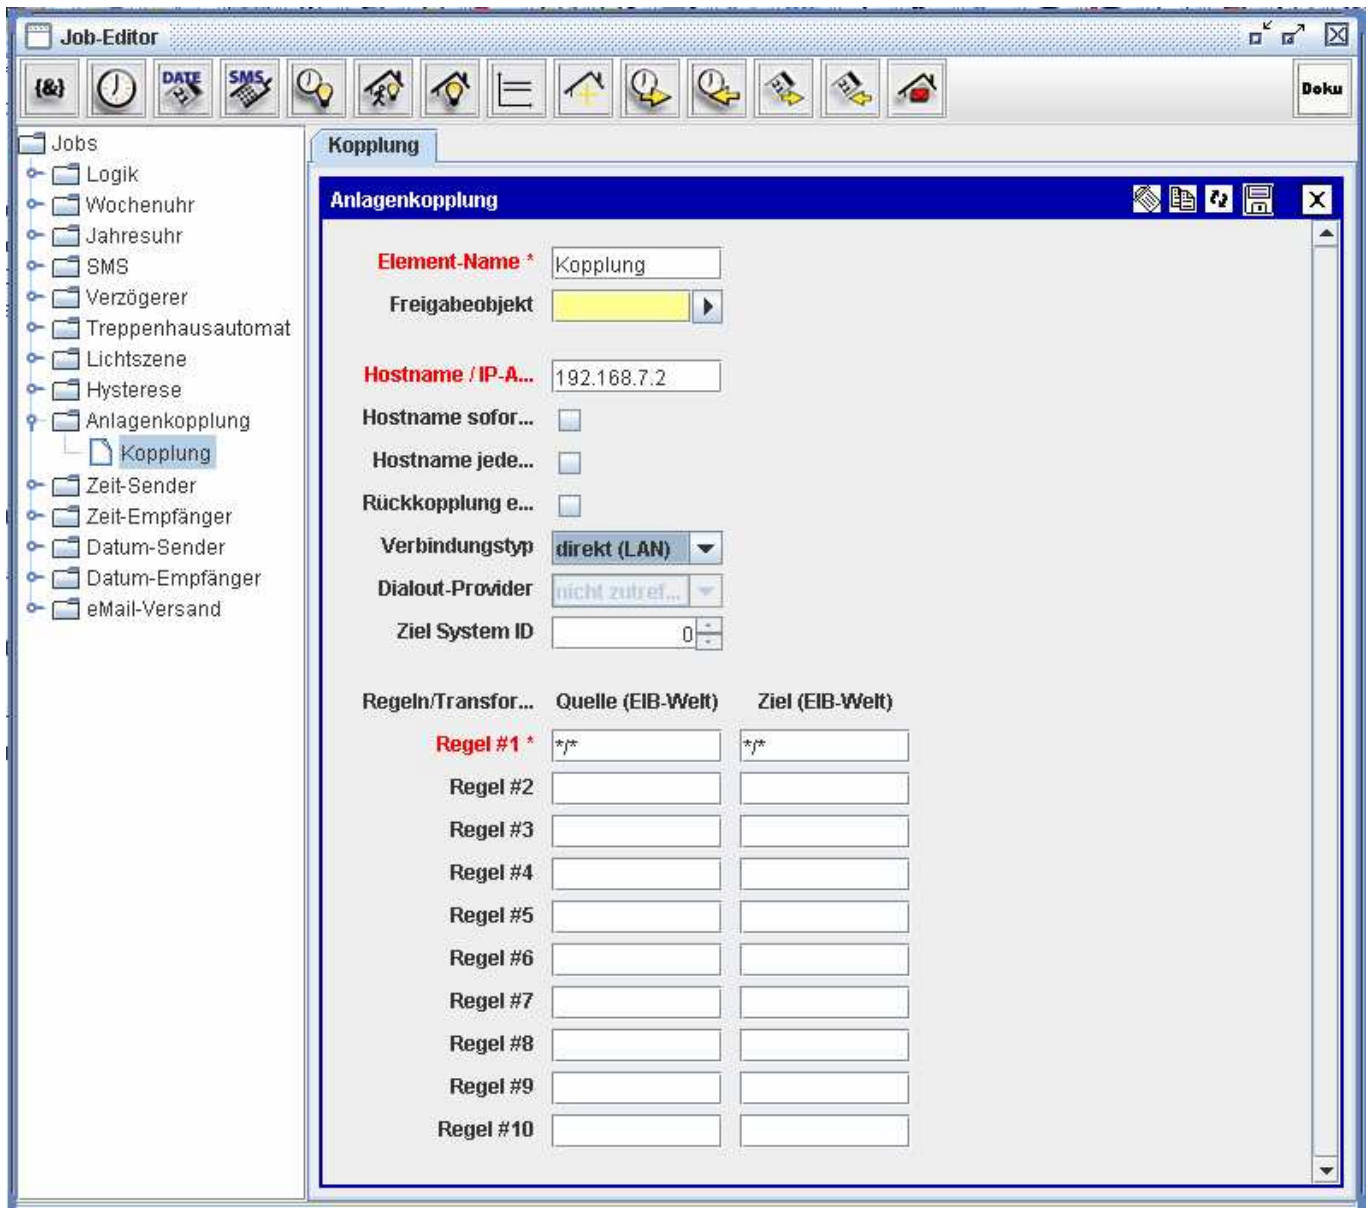 Job-Editor
{&} DATE SMS Doku
Jobs
Logik
Wochenuhr
Jahresuhr
SMS
Verzögerer
Treppenhausautomat
Lichtszene
Hysterese
Anlagenkopplung
Kopplung
Zeit-Sender
Zeit-Empfänger
Datum-Sender
Datum-Empfänger
eMail-Versand
Kopplung
Anlagenkopplung
Element-Name * Kopplung
Freigabeobjekt
Hostname / IP-A... 192.168.7.2
Hostname sofor...
Hostname jede...
Rückkopplung e...
Verbindungstyp direkt (LAN)
Dialout-Provider nicht zutref...
Ziel System ID 0
Regeln/Transfor... Quelle (EIB-Welt) Ziel (EIB-Welt)
Regel #1 * */* */*
Regel #2
Regel #3
Regel #4
Regel #5
Regel #6
Regel #7
Regel #8
Regel #9
Regel #10